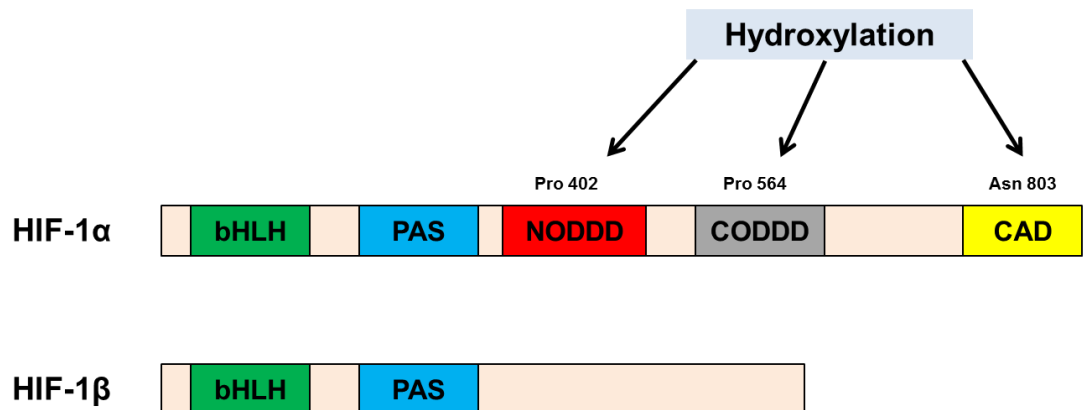 Hydroxylation
Pro 402 Pro 564 Asn 803
HIF-1α bHLH PAS NODDD CODDD CAD
HIF-1β bHLH PAS